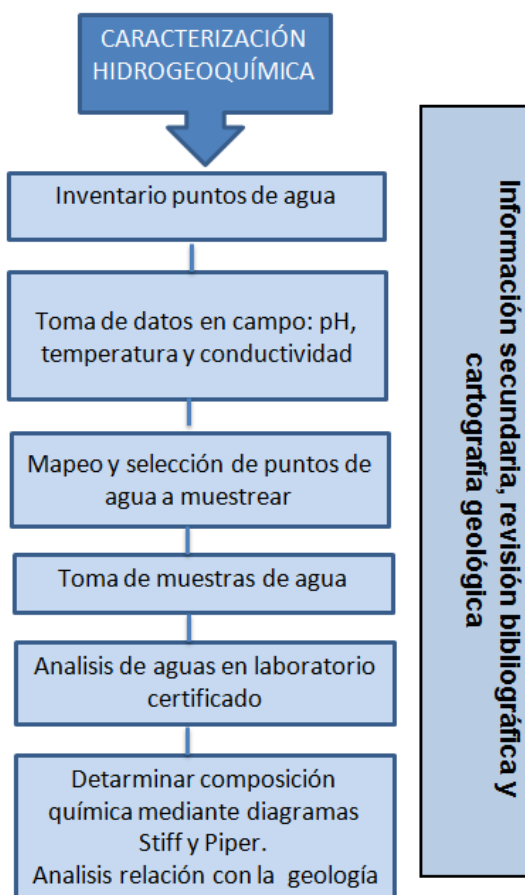 CARACTERIZACIÓN
HIDROGEOQUÍMICA
Inventario puntos de agua
Toma de datos en campo: pH,
temperatura y conductividad
Mapeo y selección de puntos de
agua a muestrear
Toma de muestras de agua
Analisis de aguas en laboratorio
certificado
Detarminar composición
química mediante diagramas
Stiff y Piper.
Analisis relación con la geología
Información secundaria, revisión bibliográfica y
cartografía geológica